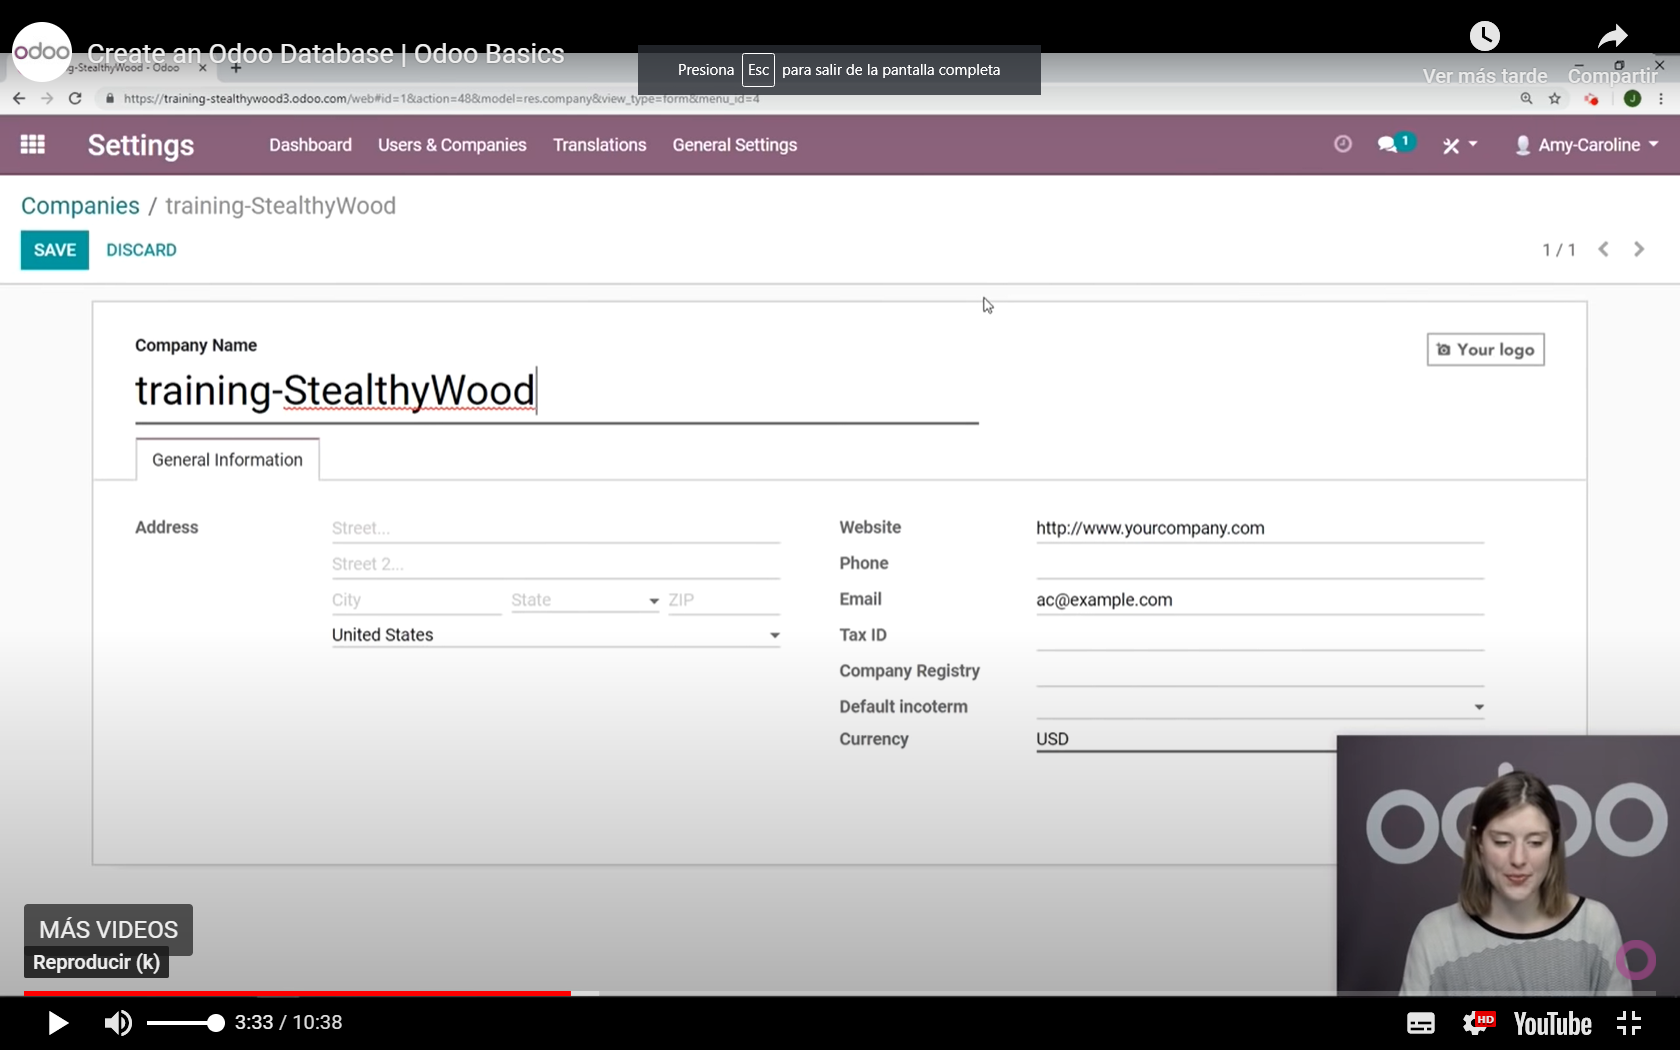 odoo
Create an Odoo Database | Odoo Basics
Presiona Esc para salir de la pantalla completa
Ver más tarde
Compartir
g-StealthyWood - Odoo
https://training-stealthywood3.odoo.com/web#id=1&action=48&model=res.company&view_type=form&menu_id=4
J
Settings
Dashboard
Users & Companies
Translations
General Settings
1
Amy-Caroline
Companies / training-StealthyWood
SAVE
DISCARD
1 / 1
Company Name
Your logo
training-StealthyWood
General Information
Address
Street...
Street 2...
City
State
ZIP
United States
Website
http://www.yourcompany.com
Phone
Email
ac@example.com
Tax ID
Company Registry
Default incoterm
Currency
USD
odoo
MÁS VIDEOS
Reproducir (k)
3:33 / 10:38
HD
YouTube